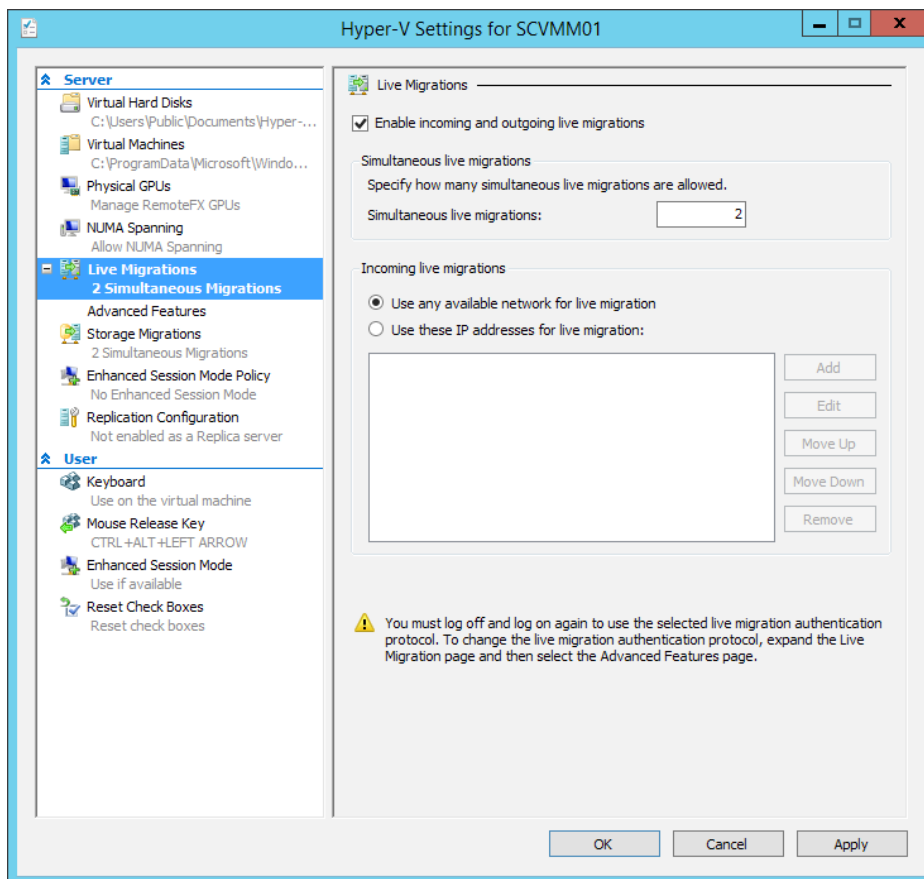 Hyper-V Settings for SCVMM01
Server
Virtual Hard Disks
C:\Users\Public\Documents\Hyper-...
Virtual Machines
C:\ProgramData\Microsoft\Windo...
Physical GPUs
Manage RemoteFX GPUs
NUMA Spanning
Allow NUMA Spanning
Live Migrations
2 Simultaneous Migrations
Advanced Features
Storage Migrations
2 Simultaneous Migrations
Enhanced Session Mode Policy
No Enhanced Session Mode
Replication Configuration
Not enabled as a Replica server
User
Keyboard
Use on the virtual machine
Mouse Release Key
CTRL+ALT+LEFT ARROW
Enhanced Session Mode
Use if available
Reset Check Boxes
Reset check boxes
Live Migrations
Enable incoming and outgoing live migrations
Simultaneous live migrations
Specify how many simultaneous live migrations are allowed.
Simultaneous live migrations: 2
Incoming live migrations
Use any available network for live migration
Use these IP addresses for live migration:
Add
Edit
Move Up
Move Down
Remove
You must log off and log on again to use the selected live migration authentication
protocol. To change the live migration authentication protocol, expand the Live
Migration page and then select the Advanced Features page.
OK Cancel Apply